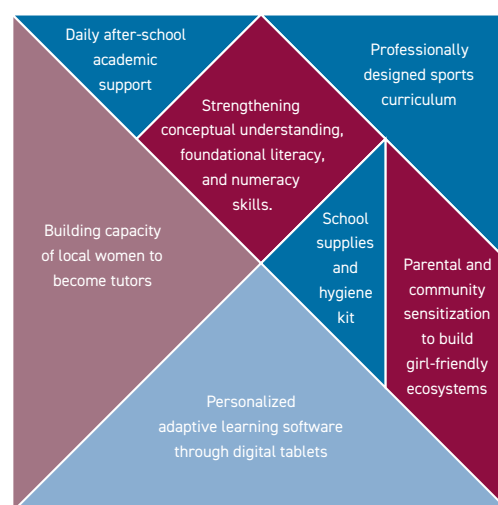 Daily after-school
academic
support
Professionally
designed sports
curriculum
Strengthening
conceptual understanding,
foundational literacy,
and numeracy
skills.
Building capacity
of local women to
become tutors
School
supplies
and
hygiene
kit
Parental and
community
sensitization
to build
girl-friendly
ecosystems
Personalized
adaptive learning software
through digital tablets